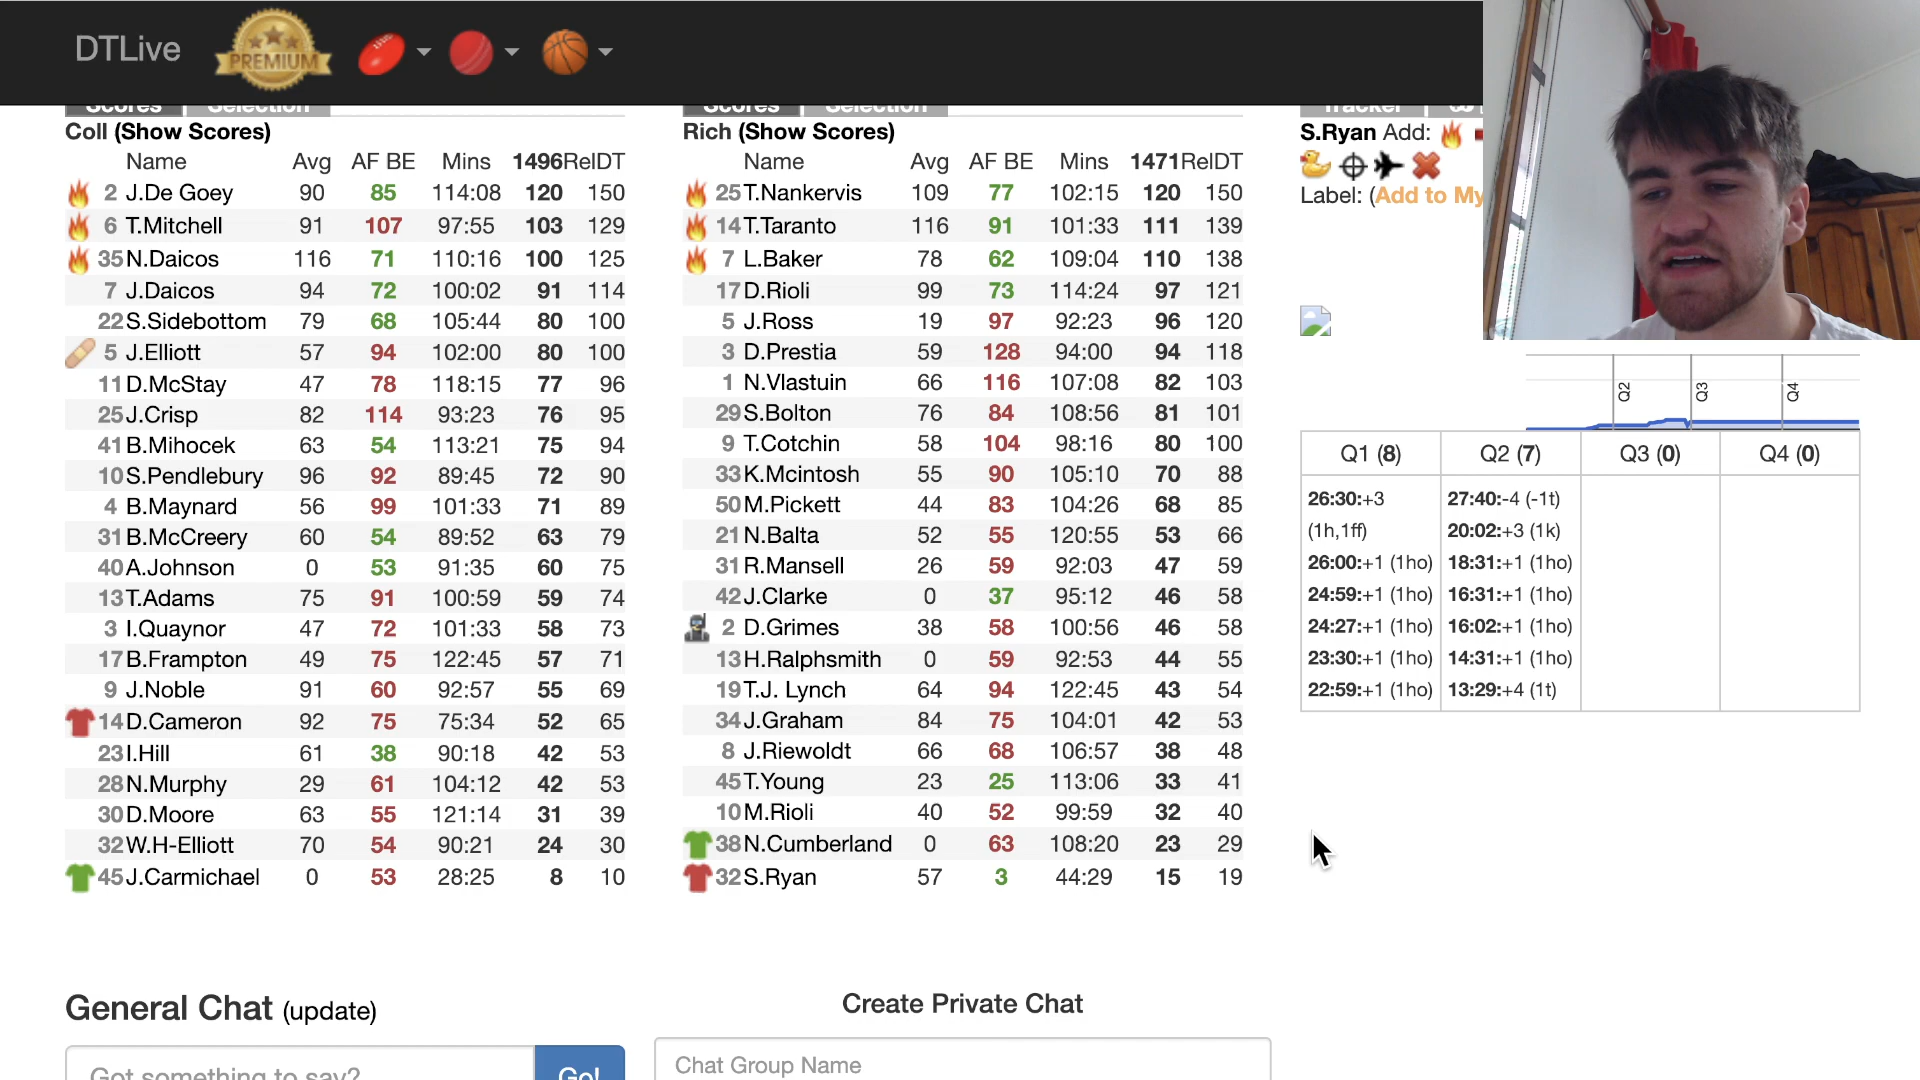 DTLive
PREMIUM
Scores Selection
Scores Selection
Tracker
Coll (Show Scores)
Name Avg AF BE Mins 1496 RelDT
2 J.De Goey 90 85 114:08 120 150
6 T.Mitchell 91 107 97:55 103 129
35 N.Daicos 116 71 110:16 100 125
7 J.Daicos 94 72 100:02 91 114
22 S.Sidebottom 79 68 105:44 80 100
5 J.Elliott 57 94 102:00 80 100
11 D.McStay 47 78 118:15 77 96
25 J.Crisp 82 114 93:23 76 95
41 B.Mihocek 63 54 113:21 75 94
10 S.Pendlebury 96 92 89:45 72 90
4 B.Maynard 56 99 101:33 71 89
31 B.McCreery 60 54 89:52 63 79
40 A.Johnson 0 53 91:35 60 75
13 T.Adams 75 91 100:59 59 74
3 I.Quaynor 47 72 101:33 58 73
17 B.Frampton 49 75 122:45 57 71
9 J.Noble 91 60 92:57 55 69
14 D.Cameron 92 75 75:34 52 65
23 I.Hill 61 38 90:18 42 53
28 N.Murphy 29 61 104:12 42 53
30 D.Moore 63 55 121:14 31 39
32 W.H-Elliott 70 54 90:21 24 30
45 J.Carmichael 0 53 28:25 8 10
Rich (Show Scores)
Name Avg AF BE Mins 1471 RelDT
25 T.Nankervis 109 77 102:15 120 150
14 T.Taranto 116 91 101:33 111 139
7 L.Baker 78 62 109:04 110 138
17 D.Rioli 99 73 114:24 97 121
5 J.Ross 19 97 92:23 96 120
3 D.Prestia 59 128 94:00 94 118
1 N.Vlastuin 66 116 107:08 82 103
29 S.Bolton 76 84 108:56 81 101
9 T.Cotchin 58 104 98:16 80 100
33 K.Mcintosh 55 90 105:10 70 88
50 M.Pickett 44 83 104:26 68 85
21 N.Balta 52 55 120:55 53 66
31 R.Mansell 26 59 92:03 47 59
42 J.Clarke 0 37 95:12 46 58
2 D.Grimes 38 58 100:56 46 58
13 H.Ralphsmith 0 59 92:53 44 55
19 T.J. Lynch 64 94 122:45 43 54
34 J.Graham 84 75 104:01 42 53
8 J.Riewoldt 66 68 106:57 38 48
45 T.Young 23 25 113:06 33 41
10 M.Rioli 40 52 99:59 32 40
38 N.Cumberland 0 63 108:20 23 29
32 S.Ryan 57 3 44:29 15 19
S.Ryan Add:
Label: (Add to My
Q2 Q3 Q4
Q1 (8) Q2 (7) Q3 (0) Q4 (0)
26:30:+3 27:40:-4 (-1t)
(1h,1ff) 20:02:+3 (1k)
26:00:+1 (1ho) 18:31:+1 (1ho)
24:59:+1 (1ho) 16:31:+1 (1ho)
24:27:+1 (1ho) 16:02:+1 (1ho)
23:30:+1 (1ho) 14:31:+1 (1ho)
22:59:+1 (1ho) 13:29:+4 (1t)
General Chat (update)
Create Private Chat
Got something to say?
Go!
Chat Group Name